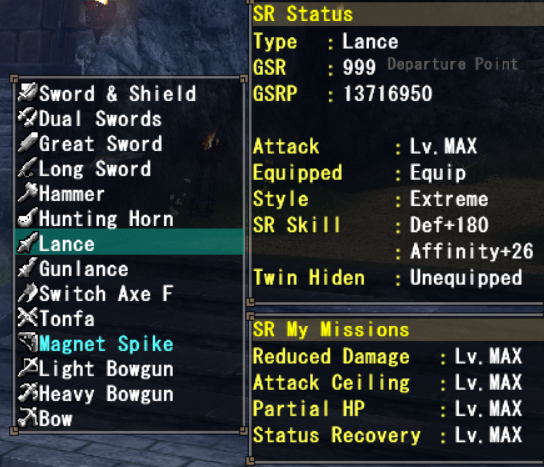 Sword & Shield
Dual Swords
Great Sword
Long Sword
Hammer
Hunting Horn
Lance
Gunlance
Switch Axe F
Tonfa
Magnet Spike
Light Bowgun
Heavy Bowgun
Bow
SR Status
Type : Lance
GSR : 999
Departure Point
GSRP : 13716950
Attack : Lv.MAX
Equipped : Equip
Style : Extreme
SR Skill : Def+180
: Affinity+26
Twin Hiden : Unequipped
SR My Missions
Reduced Damage : Lv.MAX
Attack Ceiling : Lv.MAX
Partial HP : Lv.MAX
Status Recovery : Lv.MAX